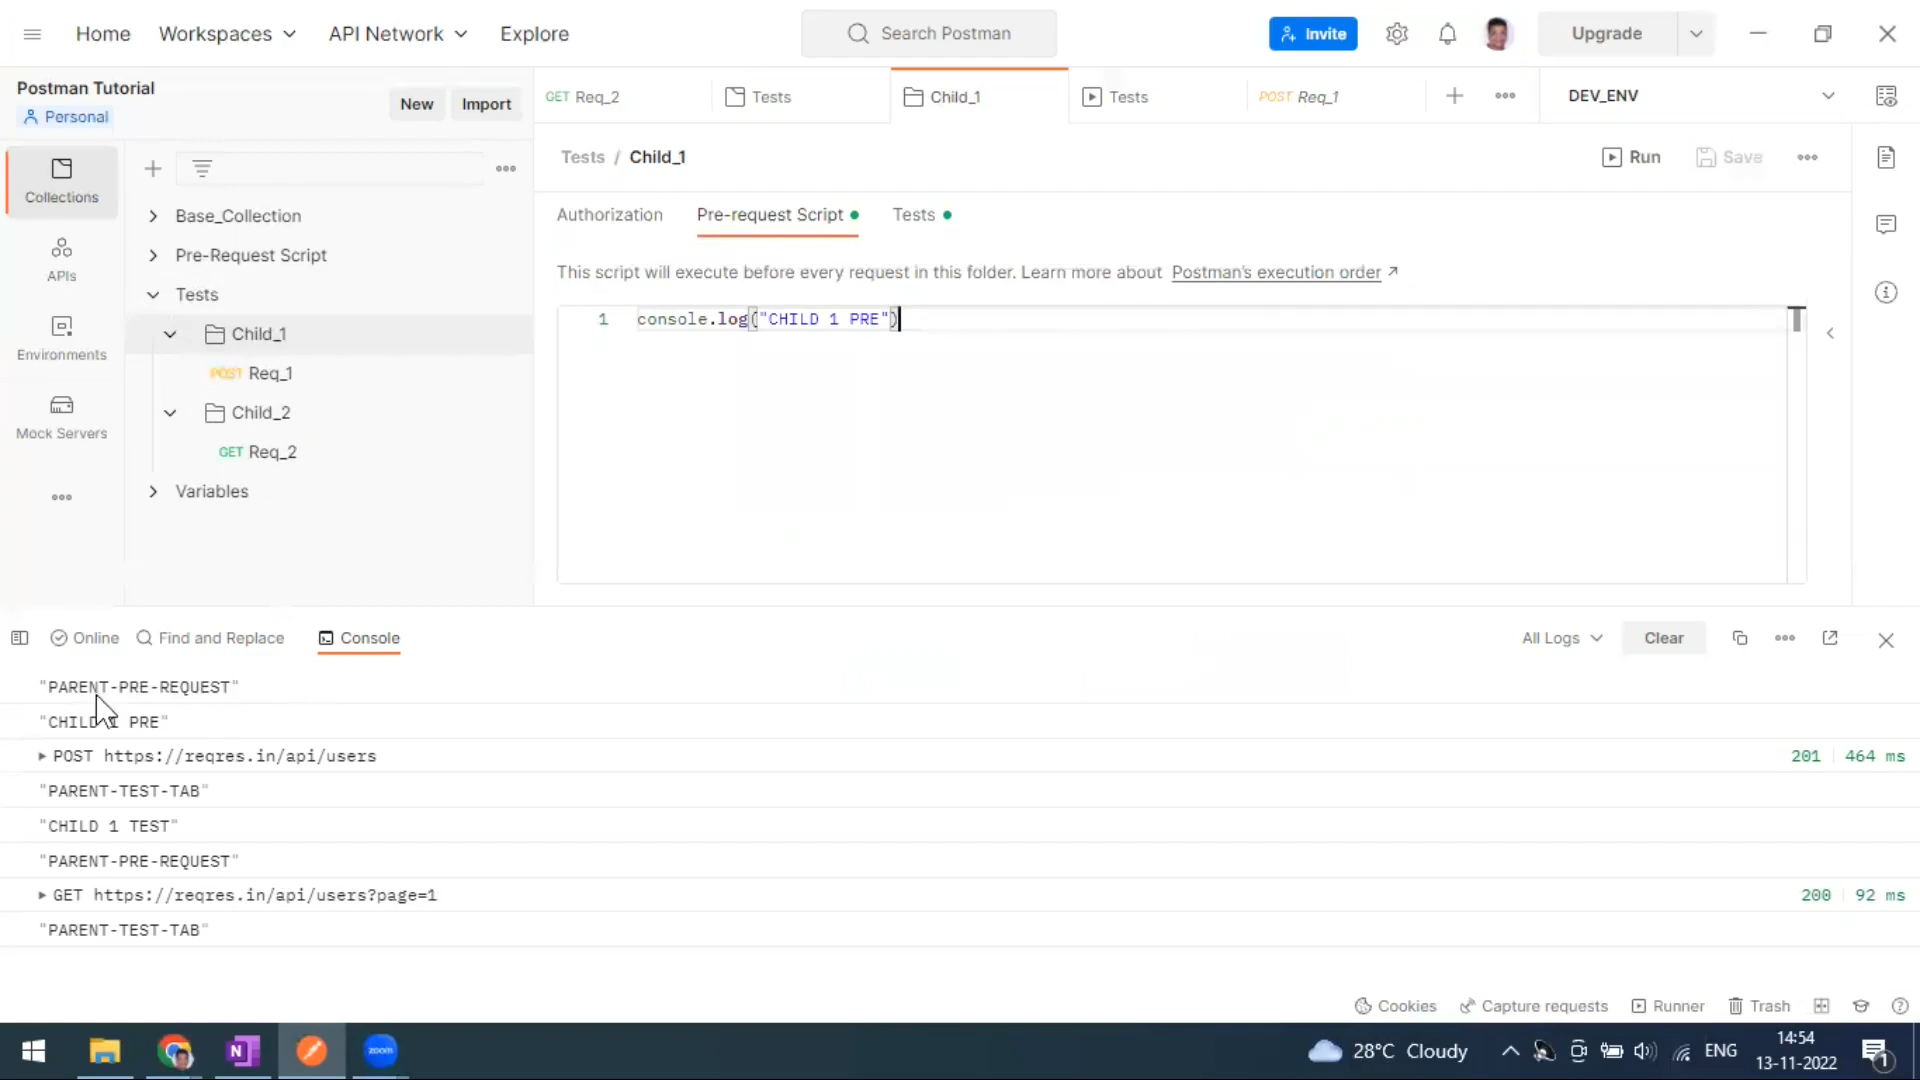 Home Workspaces API Network Explore Search Postman Invite Upgrade
Postman Tutorial
Personal
New Import
GET Req_2 Tests Child_1 Tests POST Req_1 DEV_ENV
Collections
APIs
Environments
Mock Servers
Base_Collection
Pre-Request Script
Tests
Child_1
POST Req_1
Child_2
GET Req_2
Variables
Tests / Child_1 Run Save
Authorization Pre-request Script Tests
This script will execute before every request in this folder. Learn more about Postman's execution order ↗
1 console.log("CHILD 1 PRE")
Online Find and Replace Console All Logs Clear
"PARENT-PRE-REQUEST"
"CHILD 1 PRE"
POST https://reqres.in/api/users 201 464 ms
"PARENT-TEST-TAB"
"CHILD 1 TEST"
"PARENT-PRE-REQUEST"
GET https://reqres.in/api/users?page=1 200 92 ms
"PARENT-TEST-TAB"
Cookies Capture requests Runner Trash
N zoom 28°C Cloudy ENG 14:54
13-11-2022 1